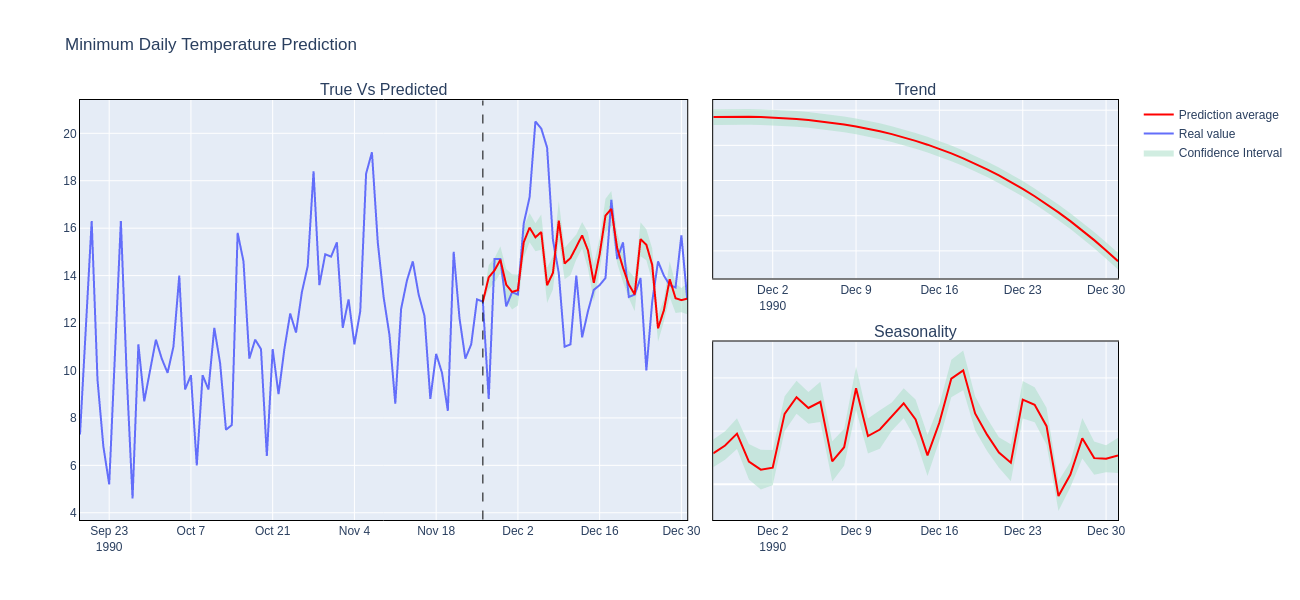 Minimum Daily Temperature Prediction
True Vs Predicted
20
18
16
14
12
10
8
6
4
Sep 23 Oct 7 Oct 21 Nov 4 Nov 18 Dec 2 Dec 16 Dec 30
1990
Trend
Dec 2 Dec 9 Dec 16 Dec 23 Dec 30
1990
Seasonality
Dec 2 Dec 9 Dec 16 Dec 23 Dec 30
1990
Prediction average
Real value
Confidence Interval